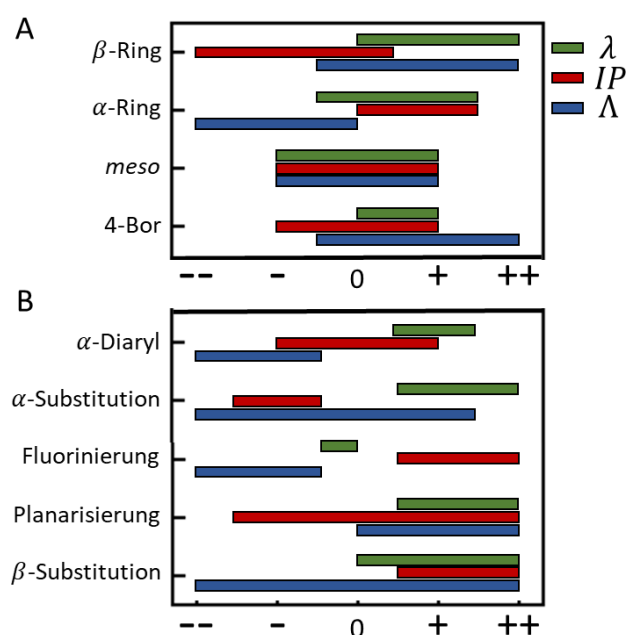 A
β-Ring
α-Ring
meso
4-Bor
-- - 0 + ++
λ
IP
Λ
B
α-Diaryl
α-Substitution
Fluorinierung
Planarisierung
β-Substitution
-- - 0 + ++